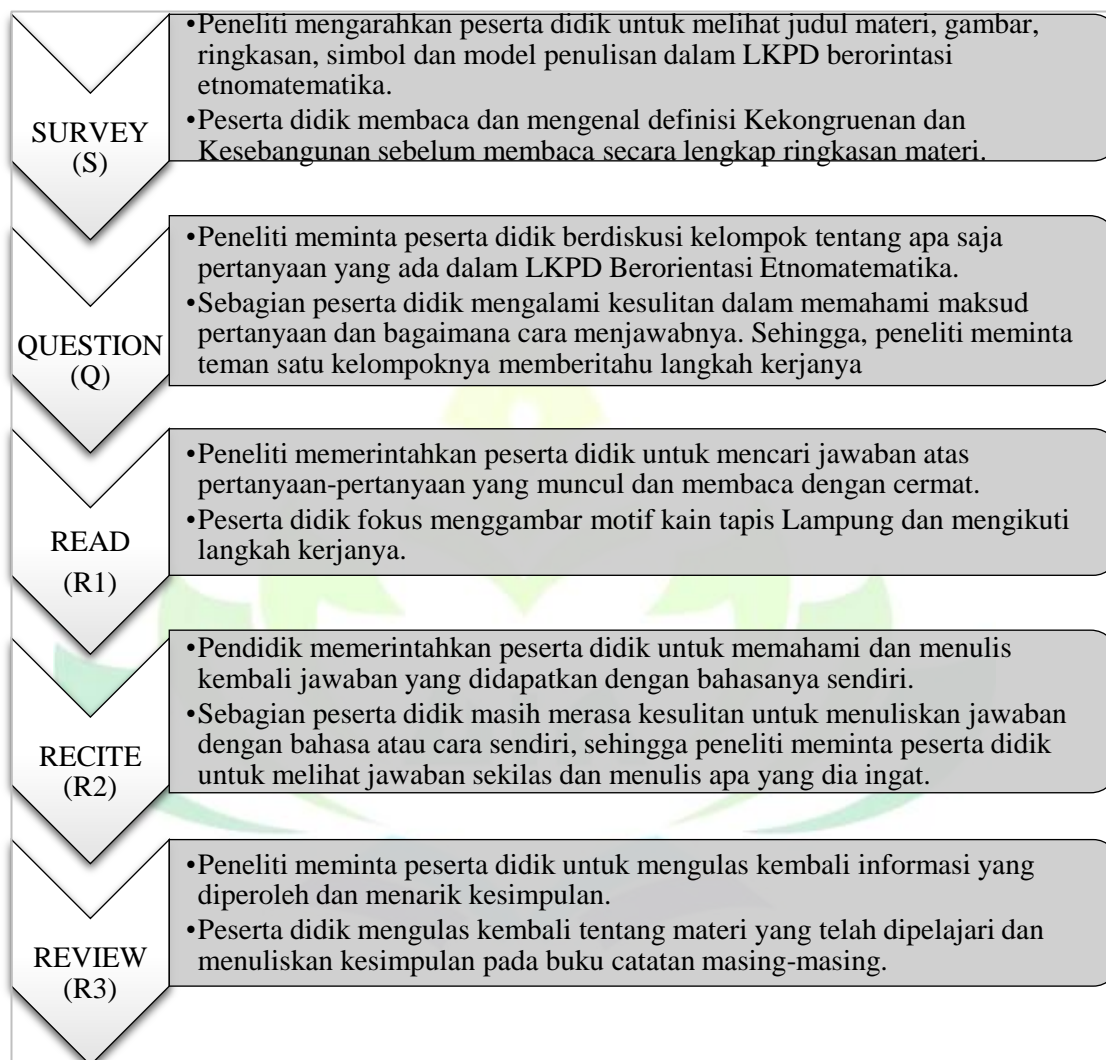 •Peneliti mengarahkan peserta didik untuk melihat judul materi, gambar,
ringkasan, simbol dan model penulisan dalam LKPD berorintasi
etnomatematika.
•Peserta didik membaca dan mengenal definisi Kekongruenan dan
Kesebangunan sebelum membaca secara lengkap ringkasan materi.
SURVEY
(S)
•Peneliti meminta peserta didik berdiskusi kelompok tentang apa saja
pertanyaan yang ada dalam LKPD Berorientasi Etnomatematika.
•Sebagian peserta didik mengalami kesulitan dalam memahami maksud
pertanyaan dan bagaimana cara menjawabnya. Sehingga, peneliti meminta
teman satu kelompoknya memberitahu langkah kerjanya
QUESTION
(Q)
•Peneliti memerintahkan peserta didik untuk mencari jawaban atas
pertanyaan-pertanyaan yang muncul dan membaca dengan cermat.
•Peserta didik fokus menggambar motif kain tapis Lampung dan mengikuti
langkah kerjanya.
READ
(R1)
•Pendidik memerintahkan peserta didik untuk memahami dan menulis
kembali jawaban yang didapatkan dengan bahasanya sendiri.
•Sebagian peserta didik masih merasa kesulitan untuk menuliskan jawaban
dengan bahasa atau cara sendiri, sehingga peneliti meminta peserta didik
untuk melihat jawaban sekilas dan menulis apa yang dia ingat.
RECITE
(R2)
•Peneliti meminta peserta didik untuk mengulas kembali informasi yang
diperoleh dan menarik kesimpulan.
•Peserta didik mengulas kembali tentang materi yang telah dipelajari dan
menuliskan kesimpulan pada buku catatan masing-masing.
REVIEW
(R3)